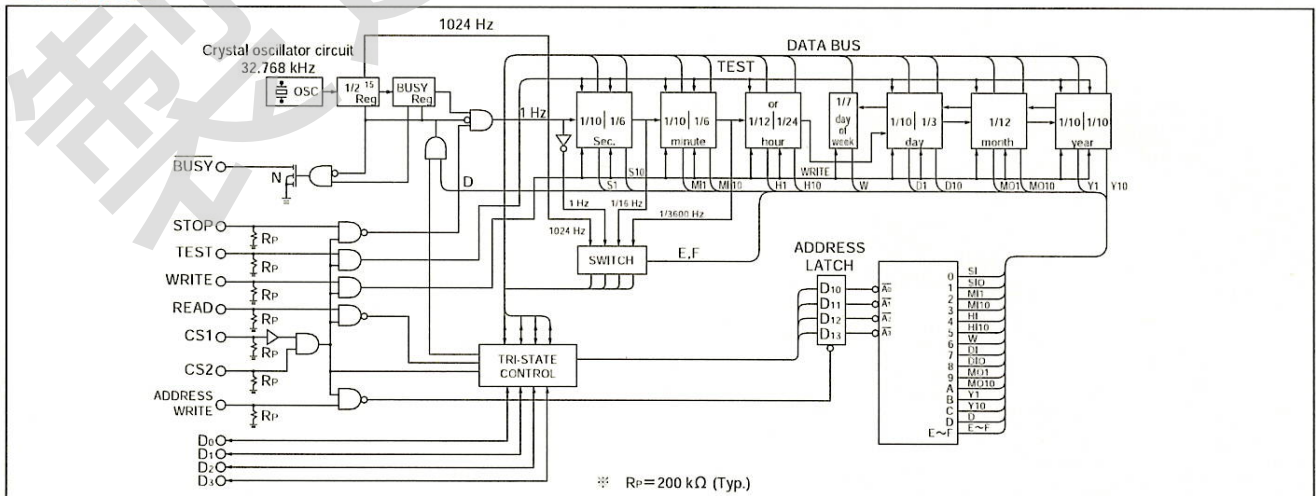 1024 Hz
Crystal oscillator circuit
32.768 kHz
OSC
1/2 15
Reg
BUSY
Reg
1 Hz
DATA BUS
TEST
1/10 1/6
Sec.
1/10 1/6
minute
or
1/12 1/24
hour
1/7
day
of
week
1/10 1/3
day
1/12
month
1/10 1/10
year
BUSY
N
D
WRITE
S1 S10 MI1 MI10 H1 H10 W D1 D10 MO1 MO10 Y1 Y10
1 Hz
1/16 Hz
1/3600 Hz
1024 Hz
SWITCH
E,F
STOP
RP
TEST
RP
WRITE
RP
READ
RP
CS1
RP
CS2
RP
ADDRESS
WRITE
RP
TRI-STATE
CONTROL
ADDRESS
LATCH
D10 A0
D11 A1
D12 A2
D13 A3
0 SI
1 SIO
2 MI1
3 MI10
4 HI
5 HI10
6 W
7 DI
8 DIO
9 MO1
A MO10
B Y1
C Y10
D D
E~F E~F
D0
D1
D2
D3
※ RP=200 kΩ (Typ.)